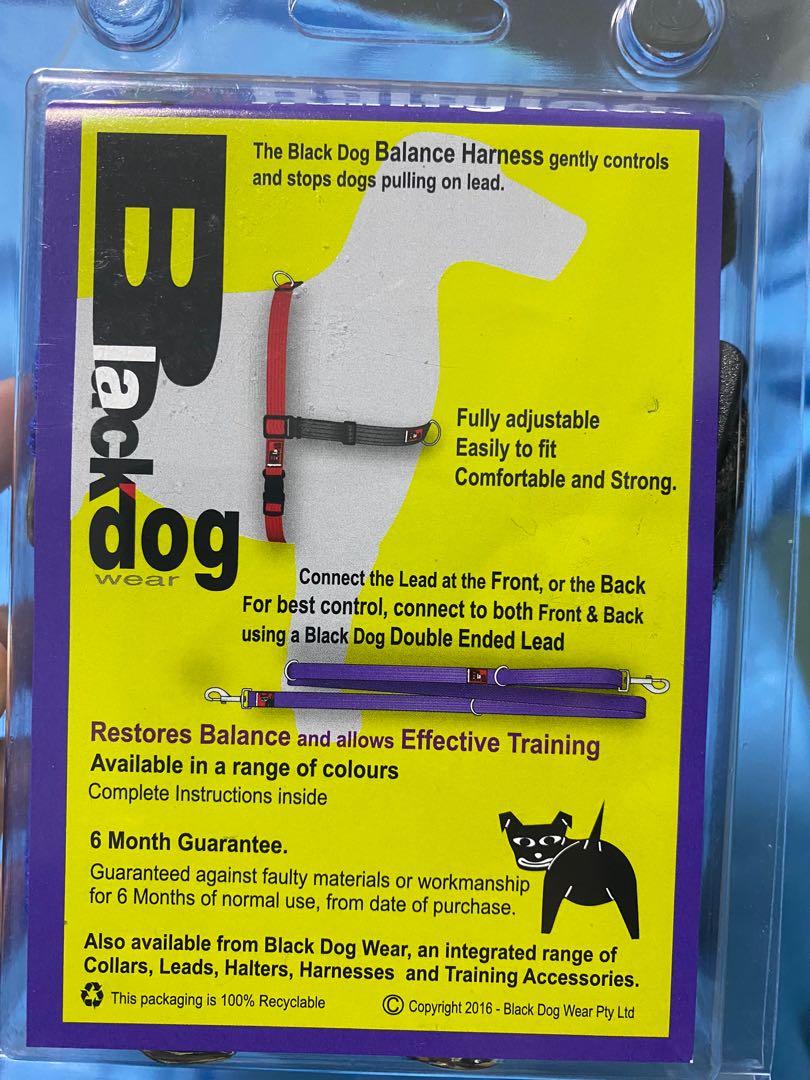 The Black Dog Balance Harness gently controls
and stops dogs pulling on lead.
Black
dog
wear
Fully adjustable
Easily to fit
Comfortable and Strong.
Connect the Lead at the Front, or the Back
For best control, connect to both Front & Back
using a Black Dog Double Ended Lead
Restores Balance and allows Effective Training
Available in a range of colours
Complete Instructions inside
6 Month Guarantee.
Guaranteed against faulty materials or workmanship
for 6 Months of normal use, from date of purchase.
Also available from Black Dog Wear, an integrated range of
Collars, Leads, Halters, Harnesses and Training Accessories.
This packaging is 100% Recyclable
© Copyright 2016 - Black Dog Wear Pty Ltd